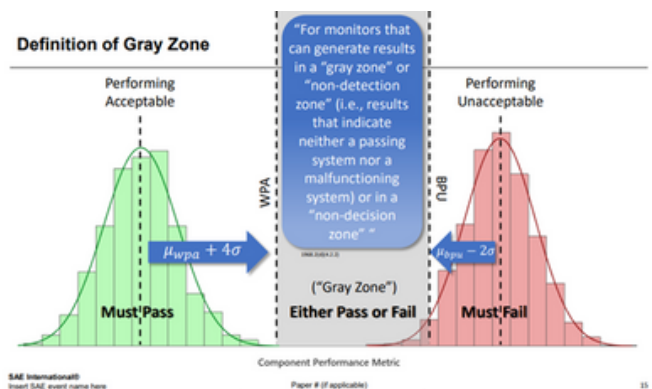 Definition of Gray Zone
Performing
Acceptable
"For monitors that
can generate results
in a "gray zone" or
"non-detection
zone" (i.e., results
that indicate
neither a passing
system nor a
malfunctioning
system) or in a
"non-decision
zone" "
Performing
Unacceptable
WPA
BPU
μwpa + 4σ
μbpu − 2σ
("Gray Zone")
Must Pass
Either Pass or Fail
Must Fail
Component Performance Metric
SAE International®
Insert SAE event name here
Paper # (if applicable)
15